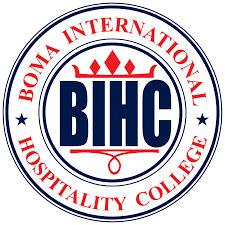 BOMA INTERNATIONAL
BIHC
HOSPITALITY COLLEGE